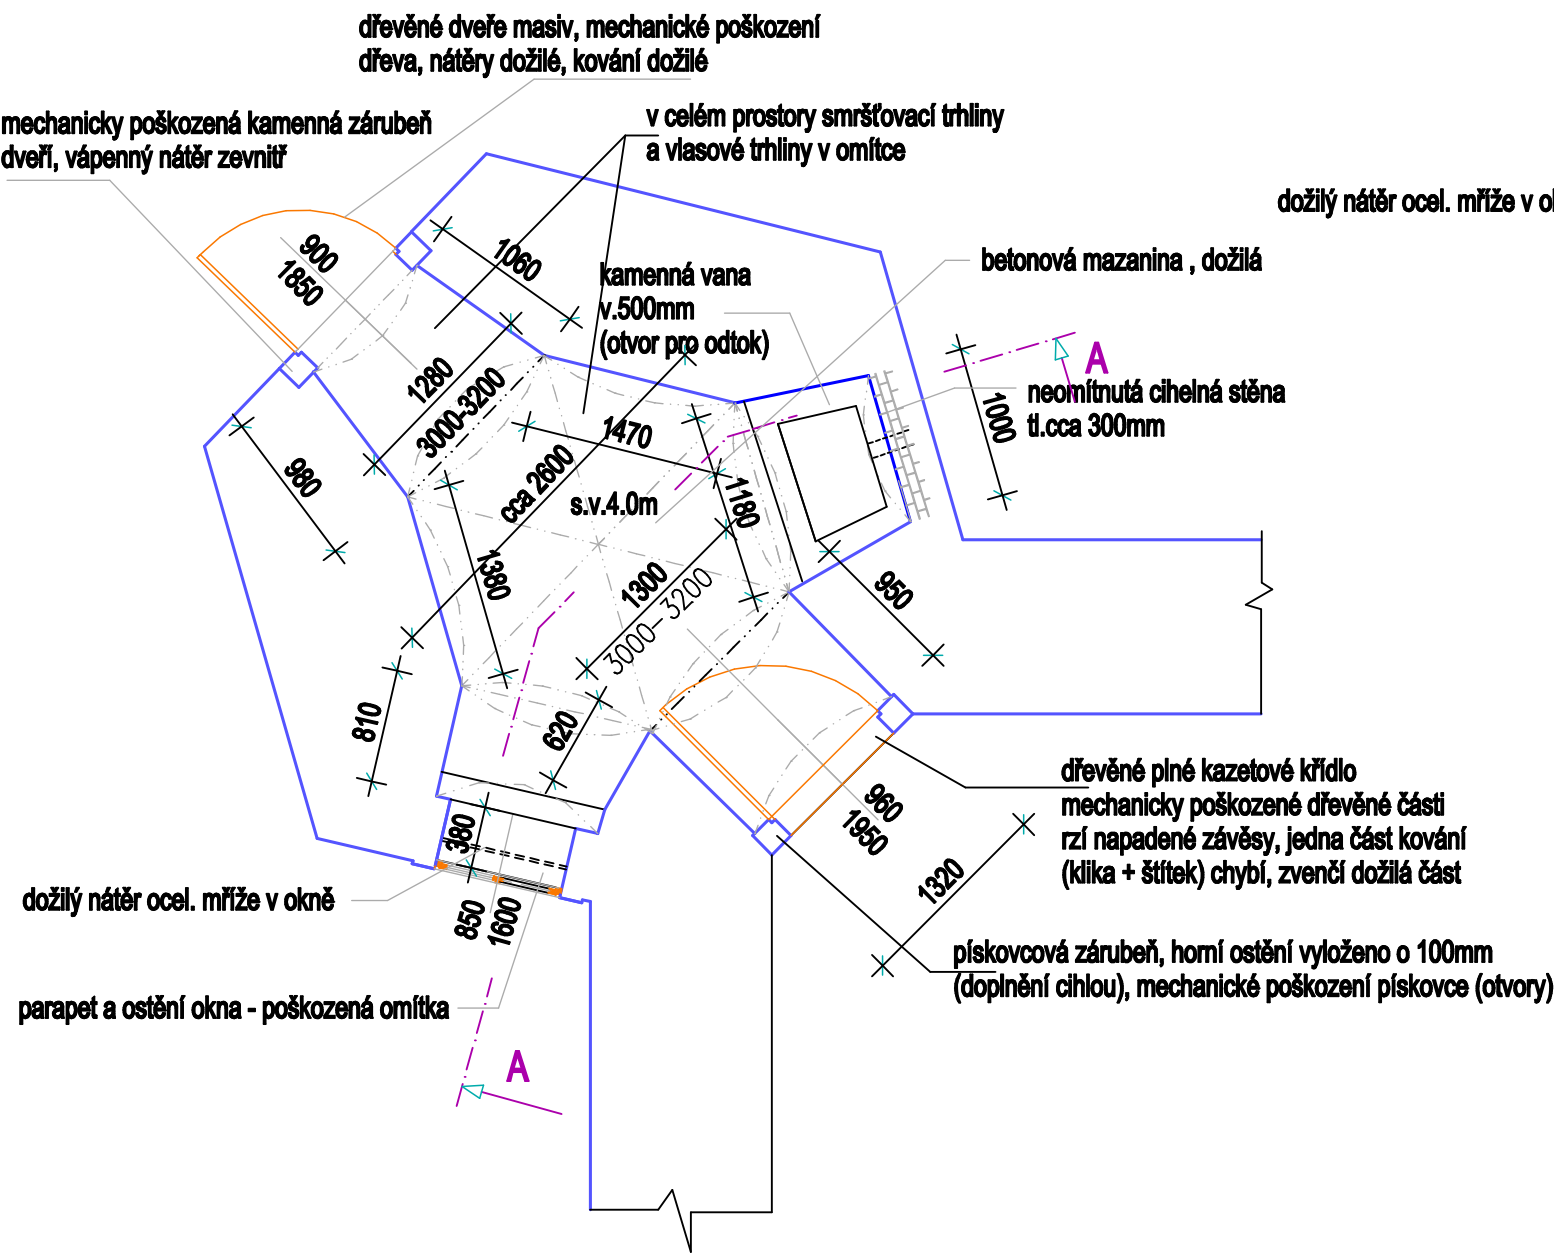 dřevěné dveře masiv, mechanické poškození
dřeva, nátěry dožilé, kování dožilé
mechanicky poškozená kamenná zárubeň
dveří, vápenný nátěr zevnitř
v celém prostory smršťovací trhliny
a vlasové trhliny v omítce
dožilý nátěr ocel. mříže v
900
1850
1060
betonová mazanina , dožilá
kamenná vana
v.500mm
(otvor pro odtok)
A
1280
3000-3200
neomítnutá cihelná stěna
tl.cca 300mm
1000
1470
980
cca 2600
s.v.4.0m
1180
1380
1300
3000-3200
950
810
620
960
1950
dřevěné plné kazetové křídlo
mechanicky poškozené dřevěné části
rzí napadené závěsy, jedna část kování
(klika + štítek) chybí, zvenčí dožilá část
380
1320
dožilý nátěr ocel. mříže v okně
850
1600
pískovcová zárubeň, horní ostění vyloženo o 100mm
(doplnění cihlou), mechanické poškození pískovce (otvory)
parapet a ostění okna - poškozená omítka
A